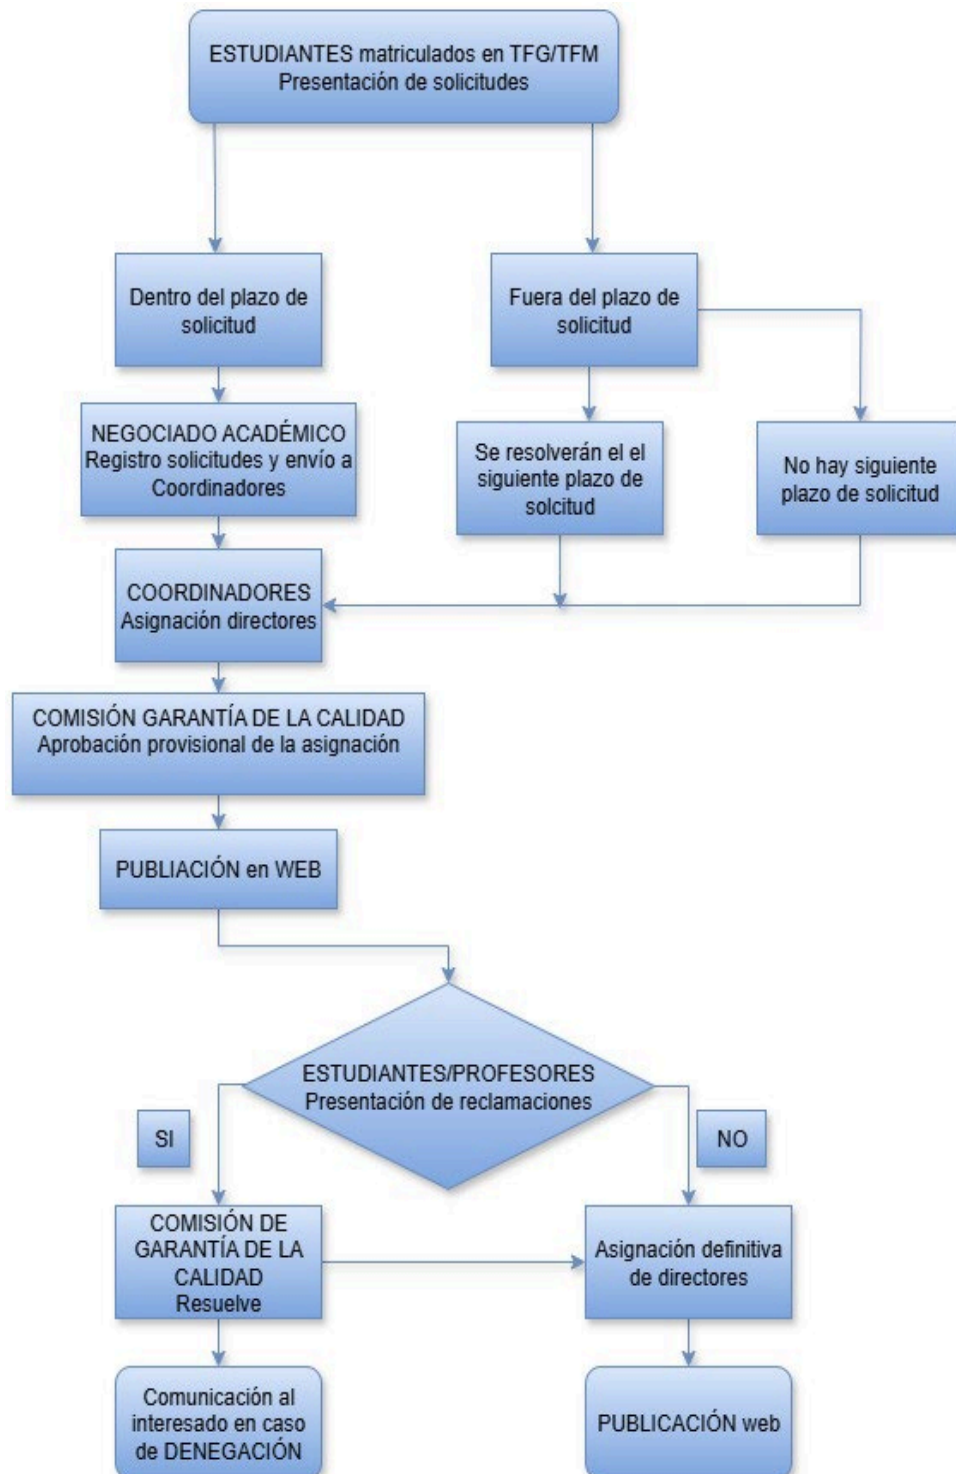 ESTUDIANTES matriculados en TFG/TFM
Presentación de solicitudes
Dentro del plazo de
solicitud
Fuera del plazo de
solicitud
NEGOCIADO ACADÉMICO
Registro solicitudes y envío a
Coordinadores
Se resolverán el el
siguiente plazo de
solcitud
No hay siguiente
plazo de solicitud
COORDINADORES
Asignación directores
COMISIÓN GARANTÍA DE LA CALIDAD
Aprobación provisional de la asignación
PUBLIACIÓN en WEB
ESTUDIANTES/PROFESORES
Presentación de reclamaciones
SI
NO
COMISIÓN DE
GARANTÍA DE LA
CALIDAD
Resuelve
Asignación definitiva
de directores
Comunicación al
interesado en caso
de DENEGACIÓN
PUBLICACIÓN web